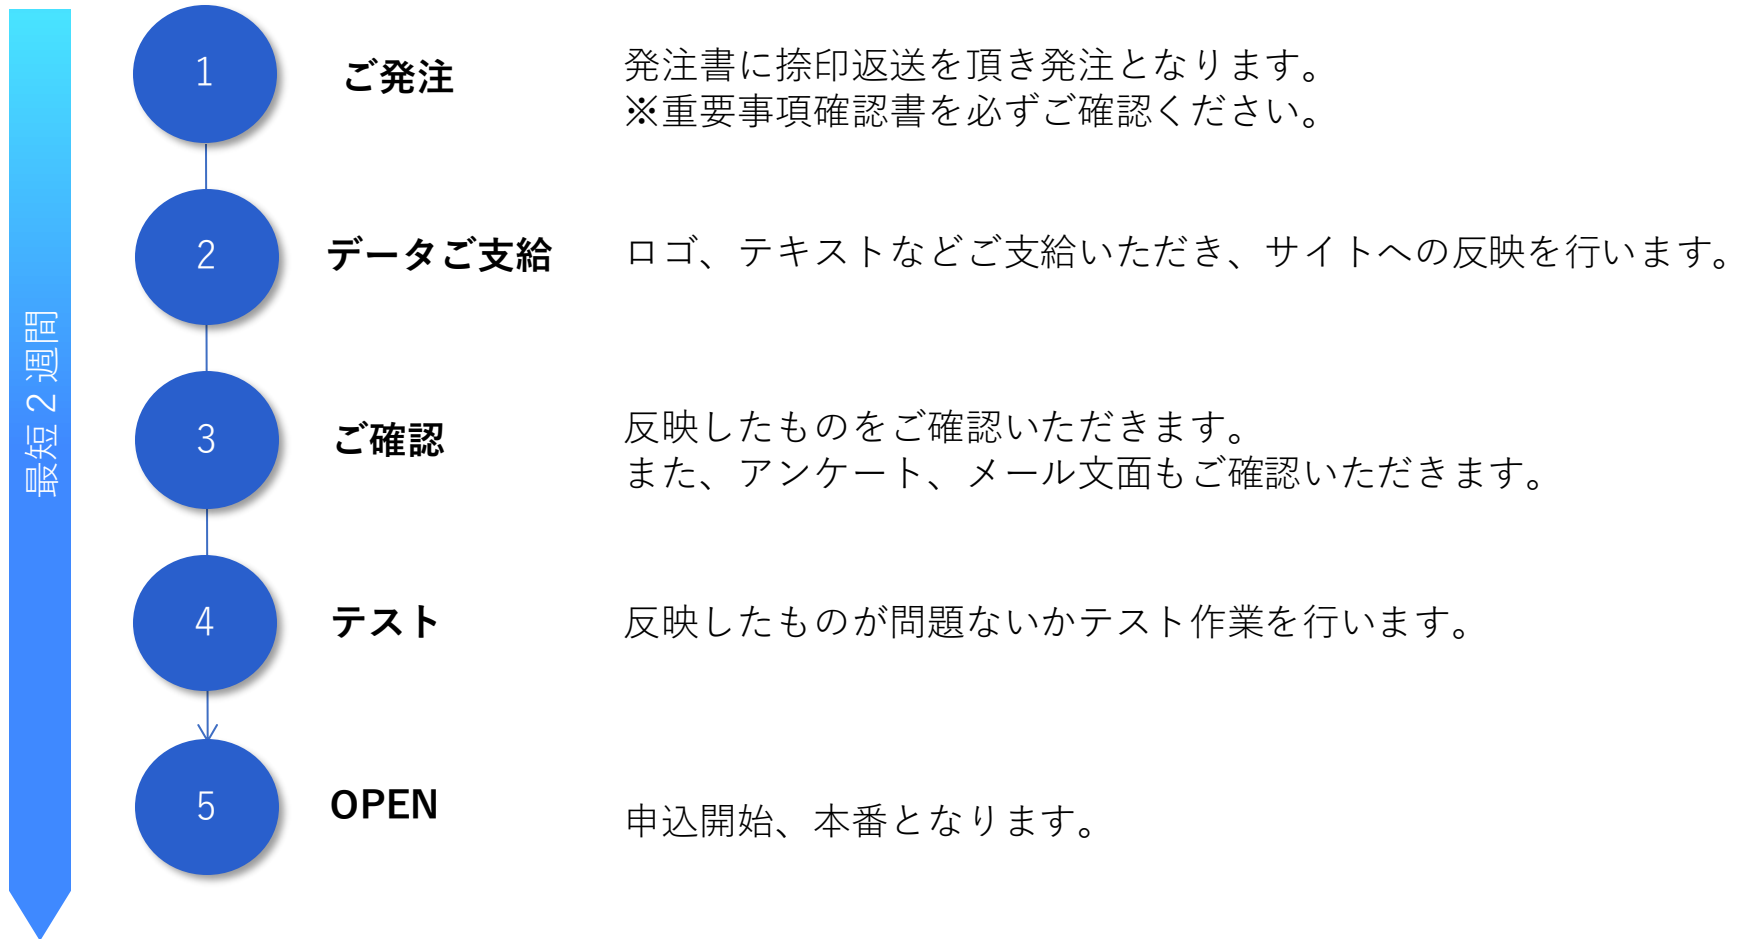 最短２週間
1
ご発注
発注書に捺印返送を頂き発注となります。
※重要事項確認書を必ずご確認ください。
2
データご支給
ロゴ、テキストなどご支給いただき、サイトへの反映を行います。
3
ご確認
反映したものをご確認いただきます。
また、アンケート、メール文面もご確認いただきます。
4
テスト
反映したものが問題ないかテスト作業を行います。
5
OPEN
申込開始、本番となります。